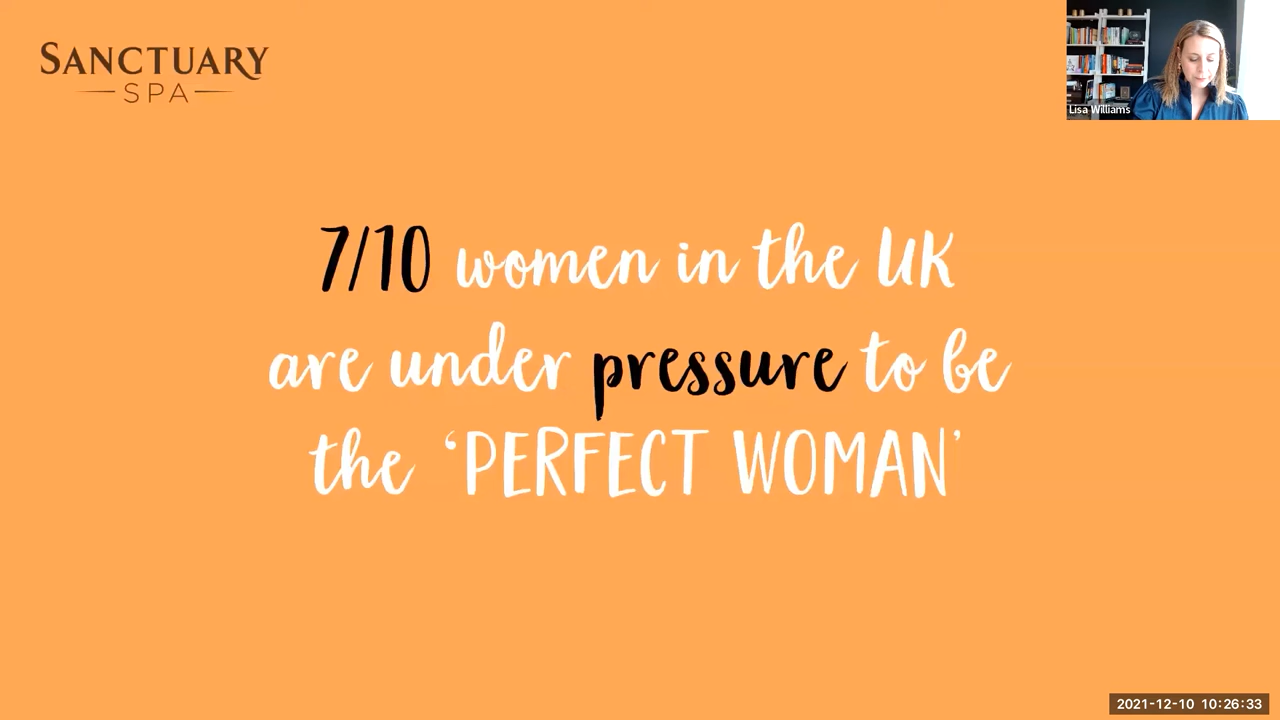 SANCTUARY
SPA
Lisa Williams
7/10 women in the UK
are under pressure to be
the ‘PERFECT WOMAN’
2021-12-10 10:26:33